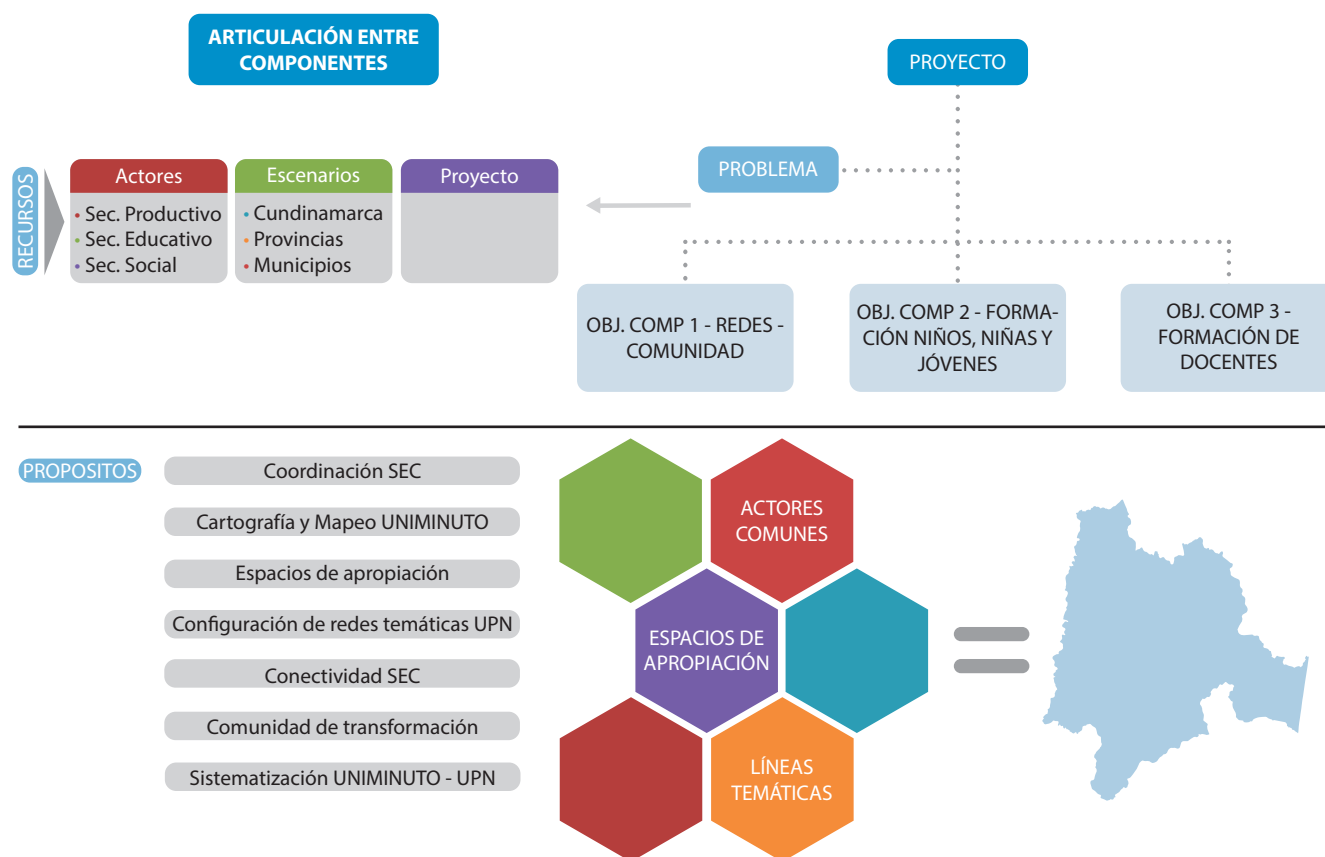 ARTICULACIÓN ENTRE
COMPONENTES
PROYECTO
PROBLEMA
RECURSOS
Actores
• Sec. Productivo
• Sec. Educativo
• Sec. Social
Escenarios
• Cundinamarca
• Provincias
• Municipios
Proyecto
OBJ. COMP 1 - REDES -
COMUNIDAD
OBJ. COMP 2 - FORMA-
CIÓN NIÑOS, NIÑAS Y
JÓVENES
OBJ. COMP 3 -
FORMACIÓN DE
DOCENTES
PROPOSITOS
Coordinación SEC
Cartografía y Mapeo UNIMINUTO
Espacios de apropiación
Configuración de redes temáticas UPN
Conectividad SEC
Comunidad de transformación
Sistematización UNIMINUTO - UPN
ACTORES
COMUNES
ESPACIOS DE
APROPIACIÓN
LÍNEAS
TEMÁTICAS